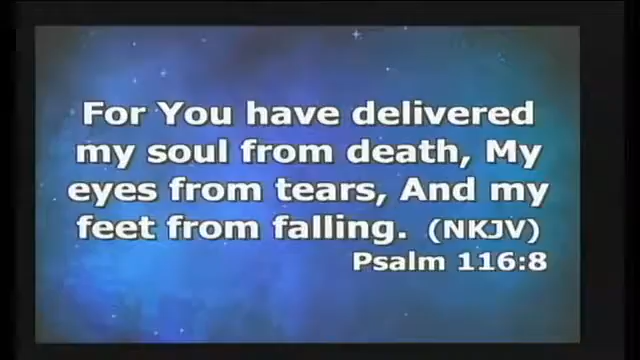 For You have delivered
my soul from death, My
eyes from tears, And my
feet from falling. (NKJV)
Psalm 116:8